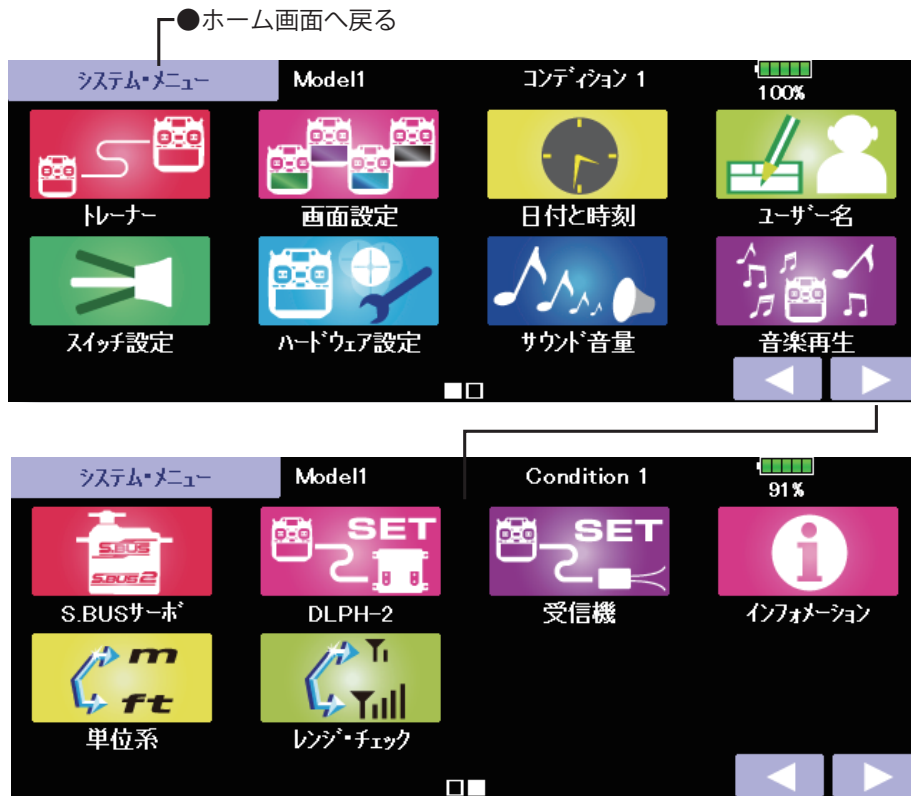 ●ホーム画面へ戻る
システム・メニュー Model1 コンディション 1 100%
トレーナー 画面設定 日付と時刻 ユーザー名
スイッチ設定 ハードウェア設定 サウンド音量 音楽再生
システム・メニュー Model1 Condition 1 91%
S.BUS S.BUS2 SET SET i
S.BUSサーボ DLPH-2 受信機 インフォメーション
m
ft
単位系 レンジ・チェック